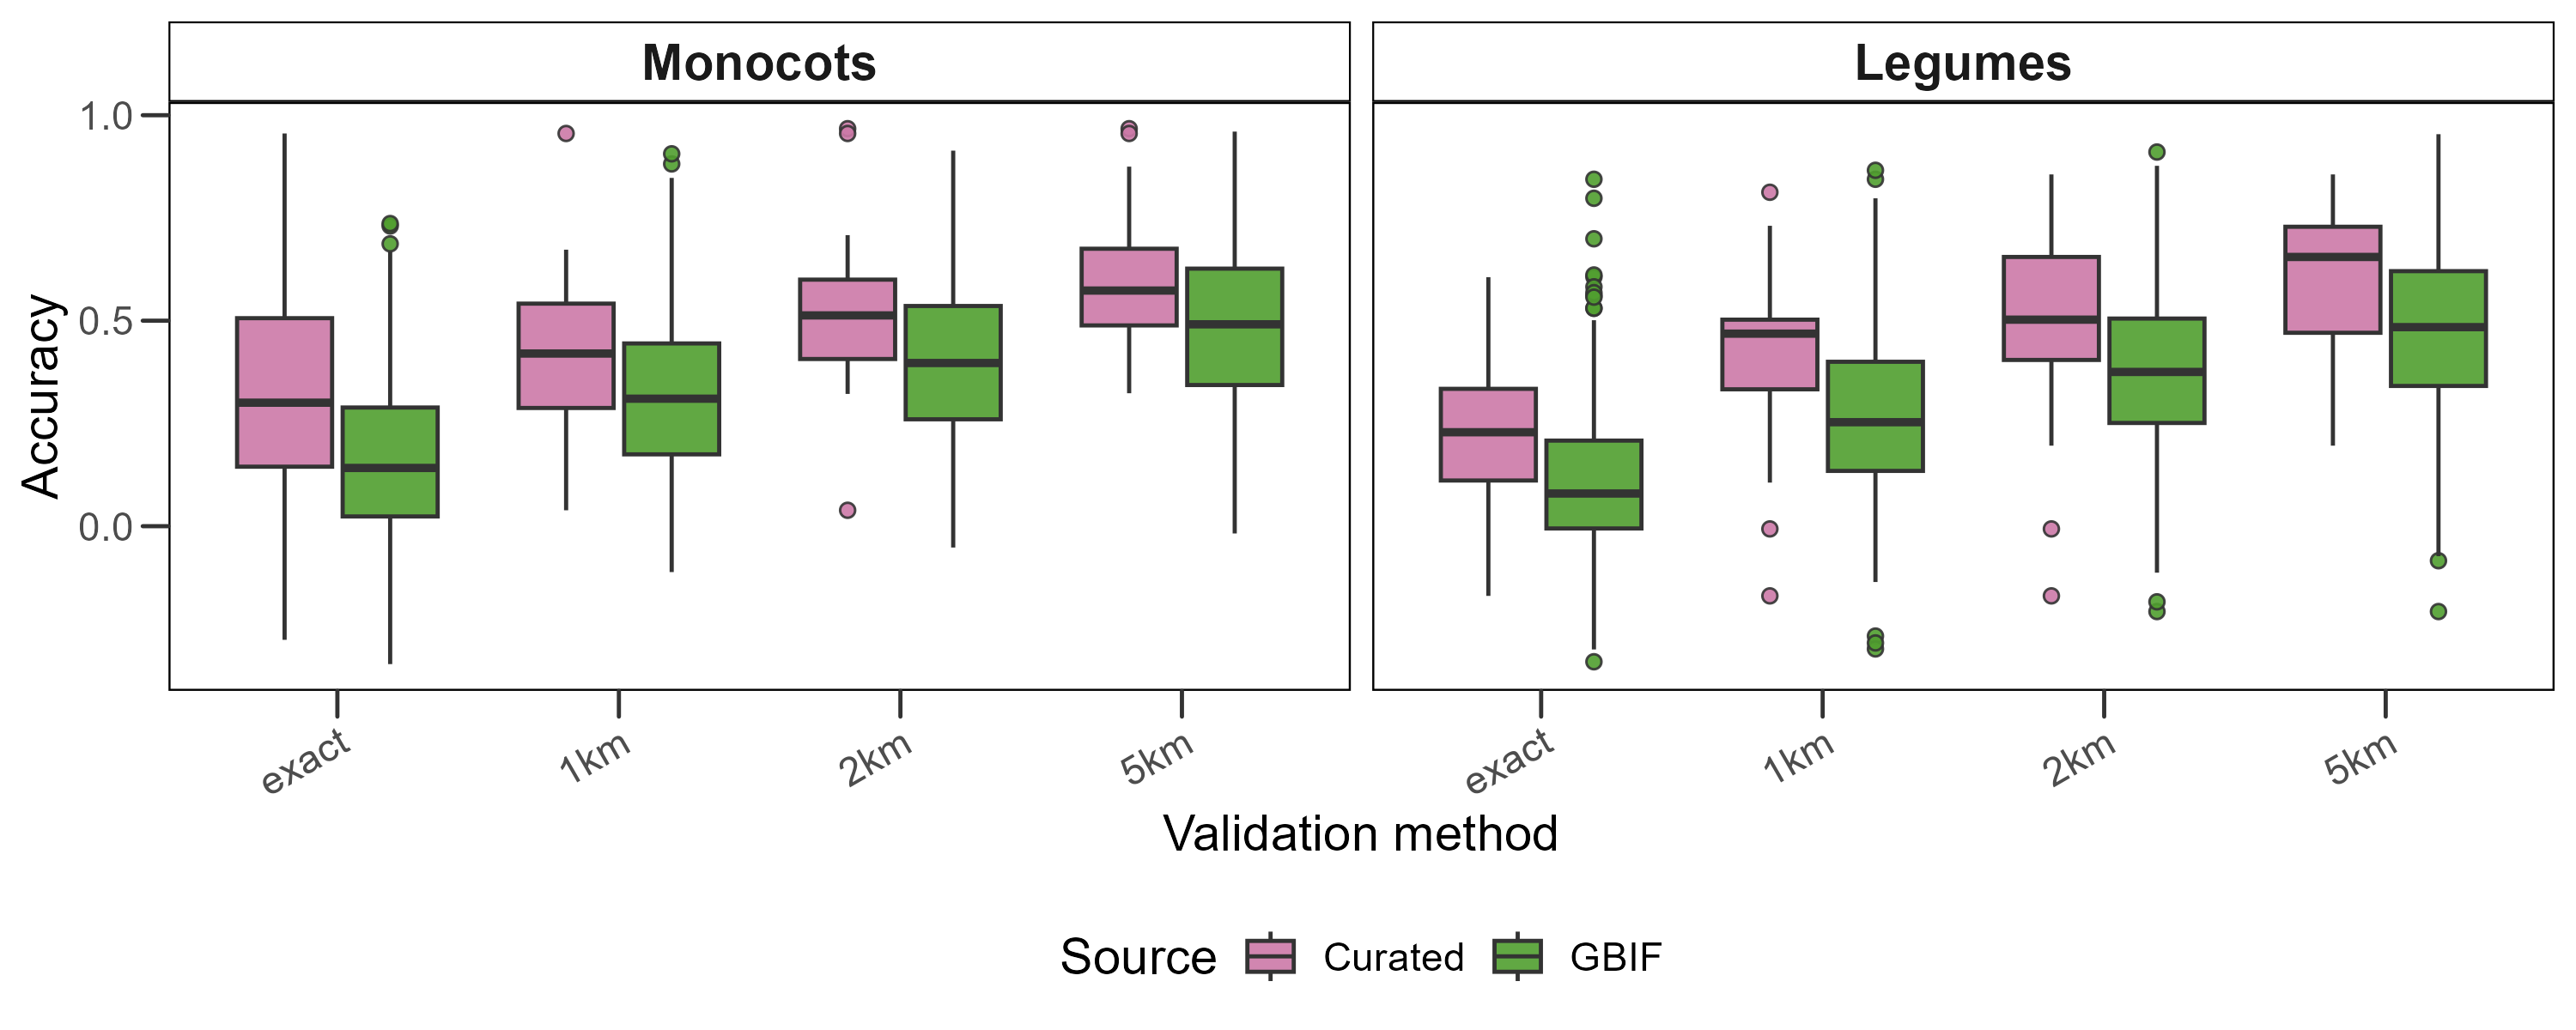 Monocots
Legumes
Accuracy
1.0
0.5
0.0
exact
1km
2km
5km
exact
1km
2km
5km
Validation method
Source
Curated
GBIF